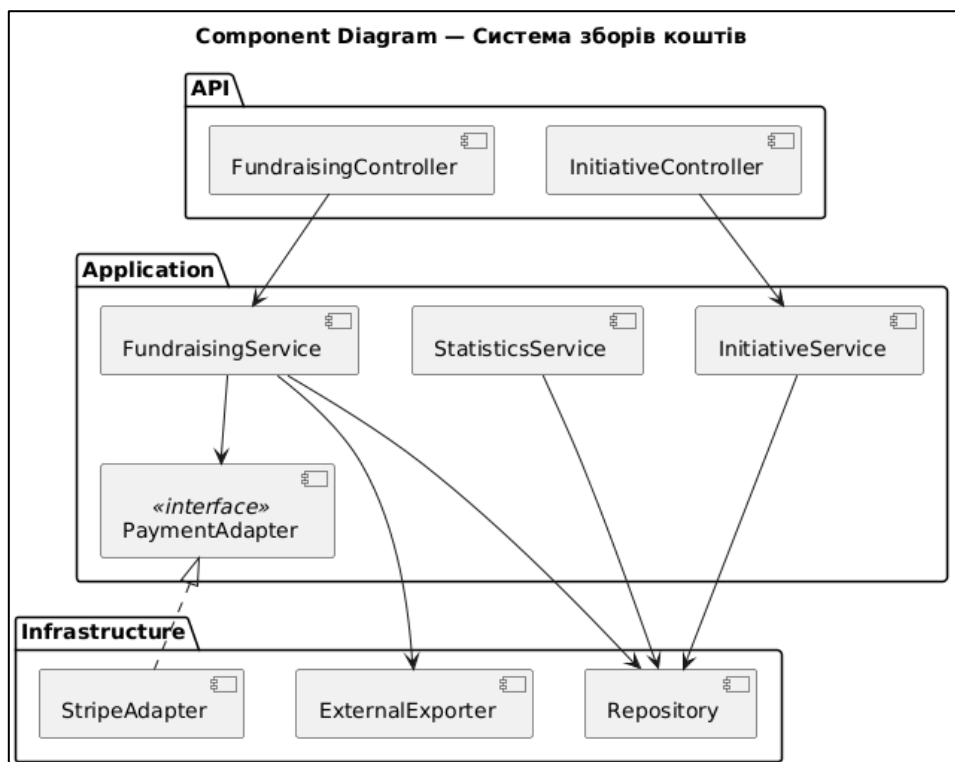 Component Diagram — Система зборів коштів
API
FundraisingController
InitiativeController
Application
FundraisingService
StatisticsService
InitiativeService
«interface»
PaymentAdapter
Infrastructure
StripeAdapter
ExternalExporter
Repository